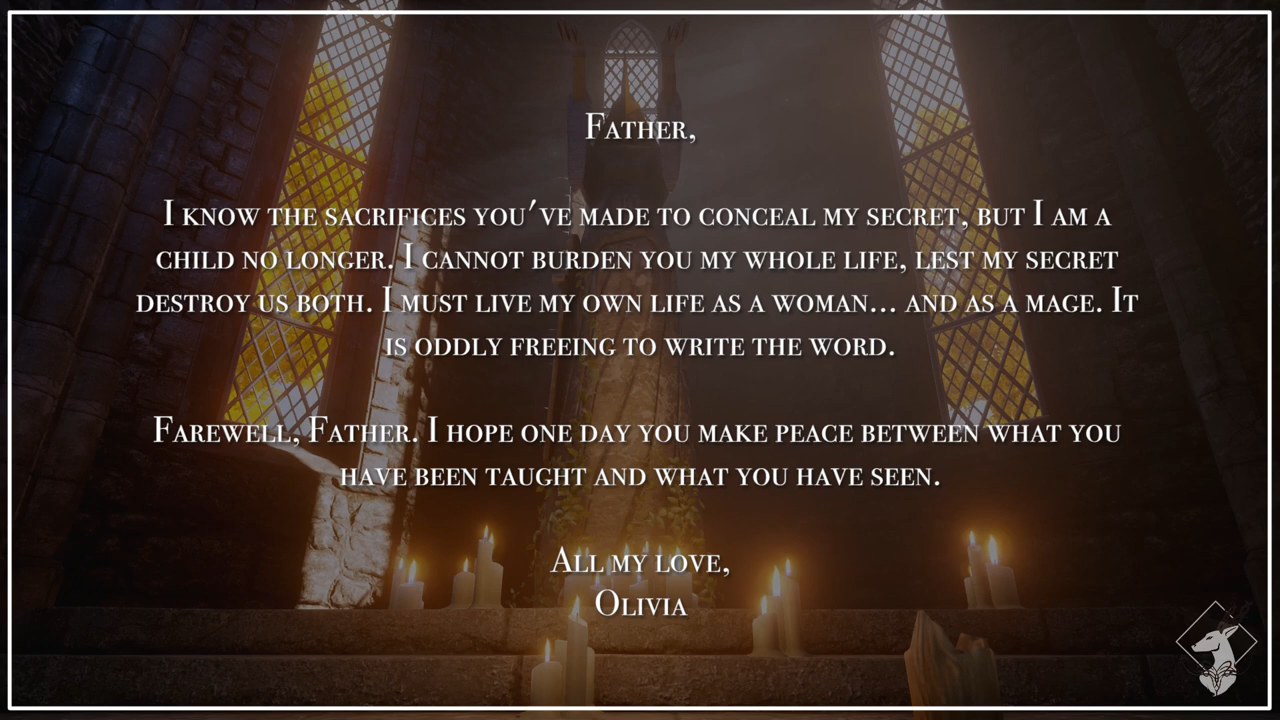 Father,
I know the sacrifices you've made to conceal my secret, but I am a
child no longer. I cannot burden you my whole life, lest my secret
destroy us both. I must live my own life as a woman... and as a mage. It
is oddly freeing to write the word.
Farewell, Father. I hope one day you make peace between what you
have been taught and what you have seen.
All my love,
Olivia